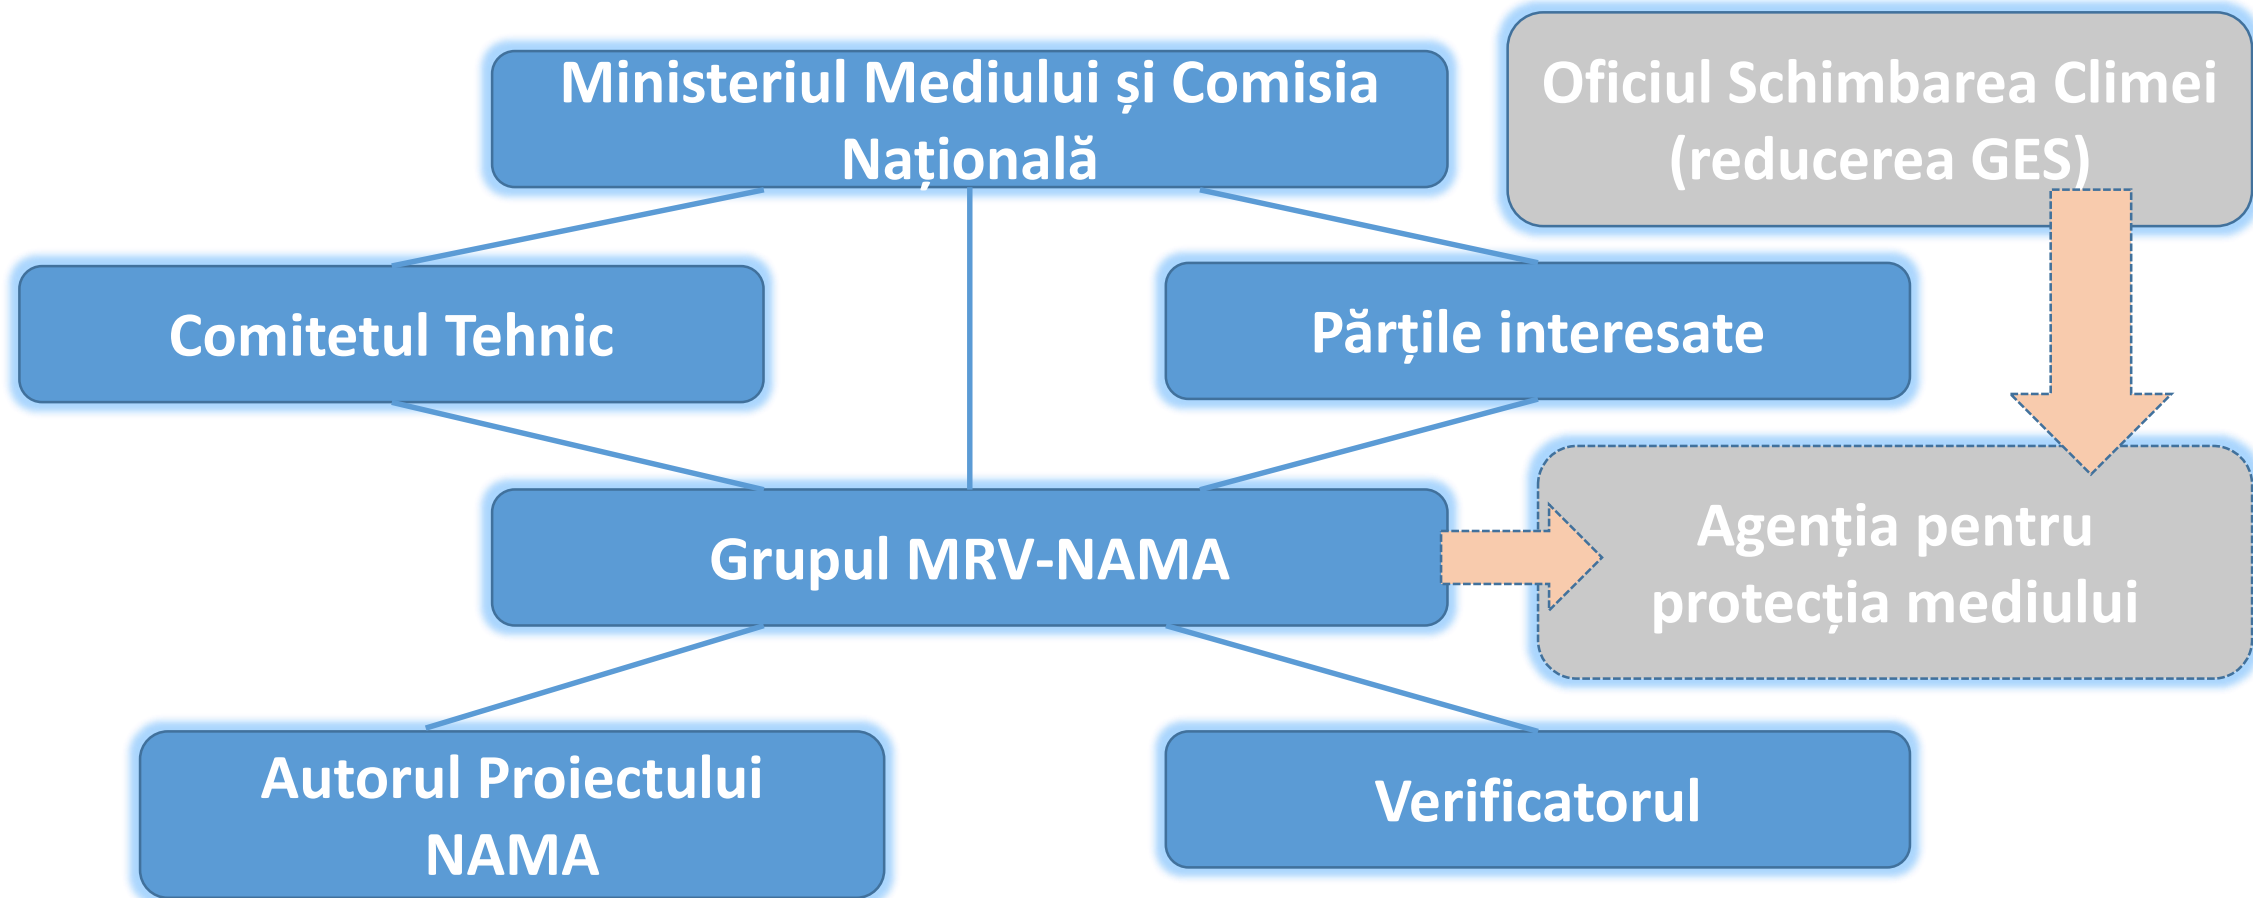 Ministeriul Mediului și Comisia
Națională
Oficiul Schimbarea Climei
(reducerea GES)
Comitetul Tehnic
Părțile interesate
Grupul MRV-NAMA
Agenția pentru
protecția mediului
Autorul Proiectului
NAMA
Verificatorul